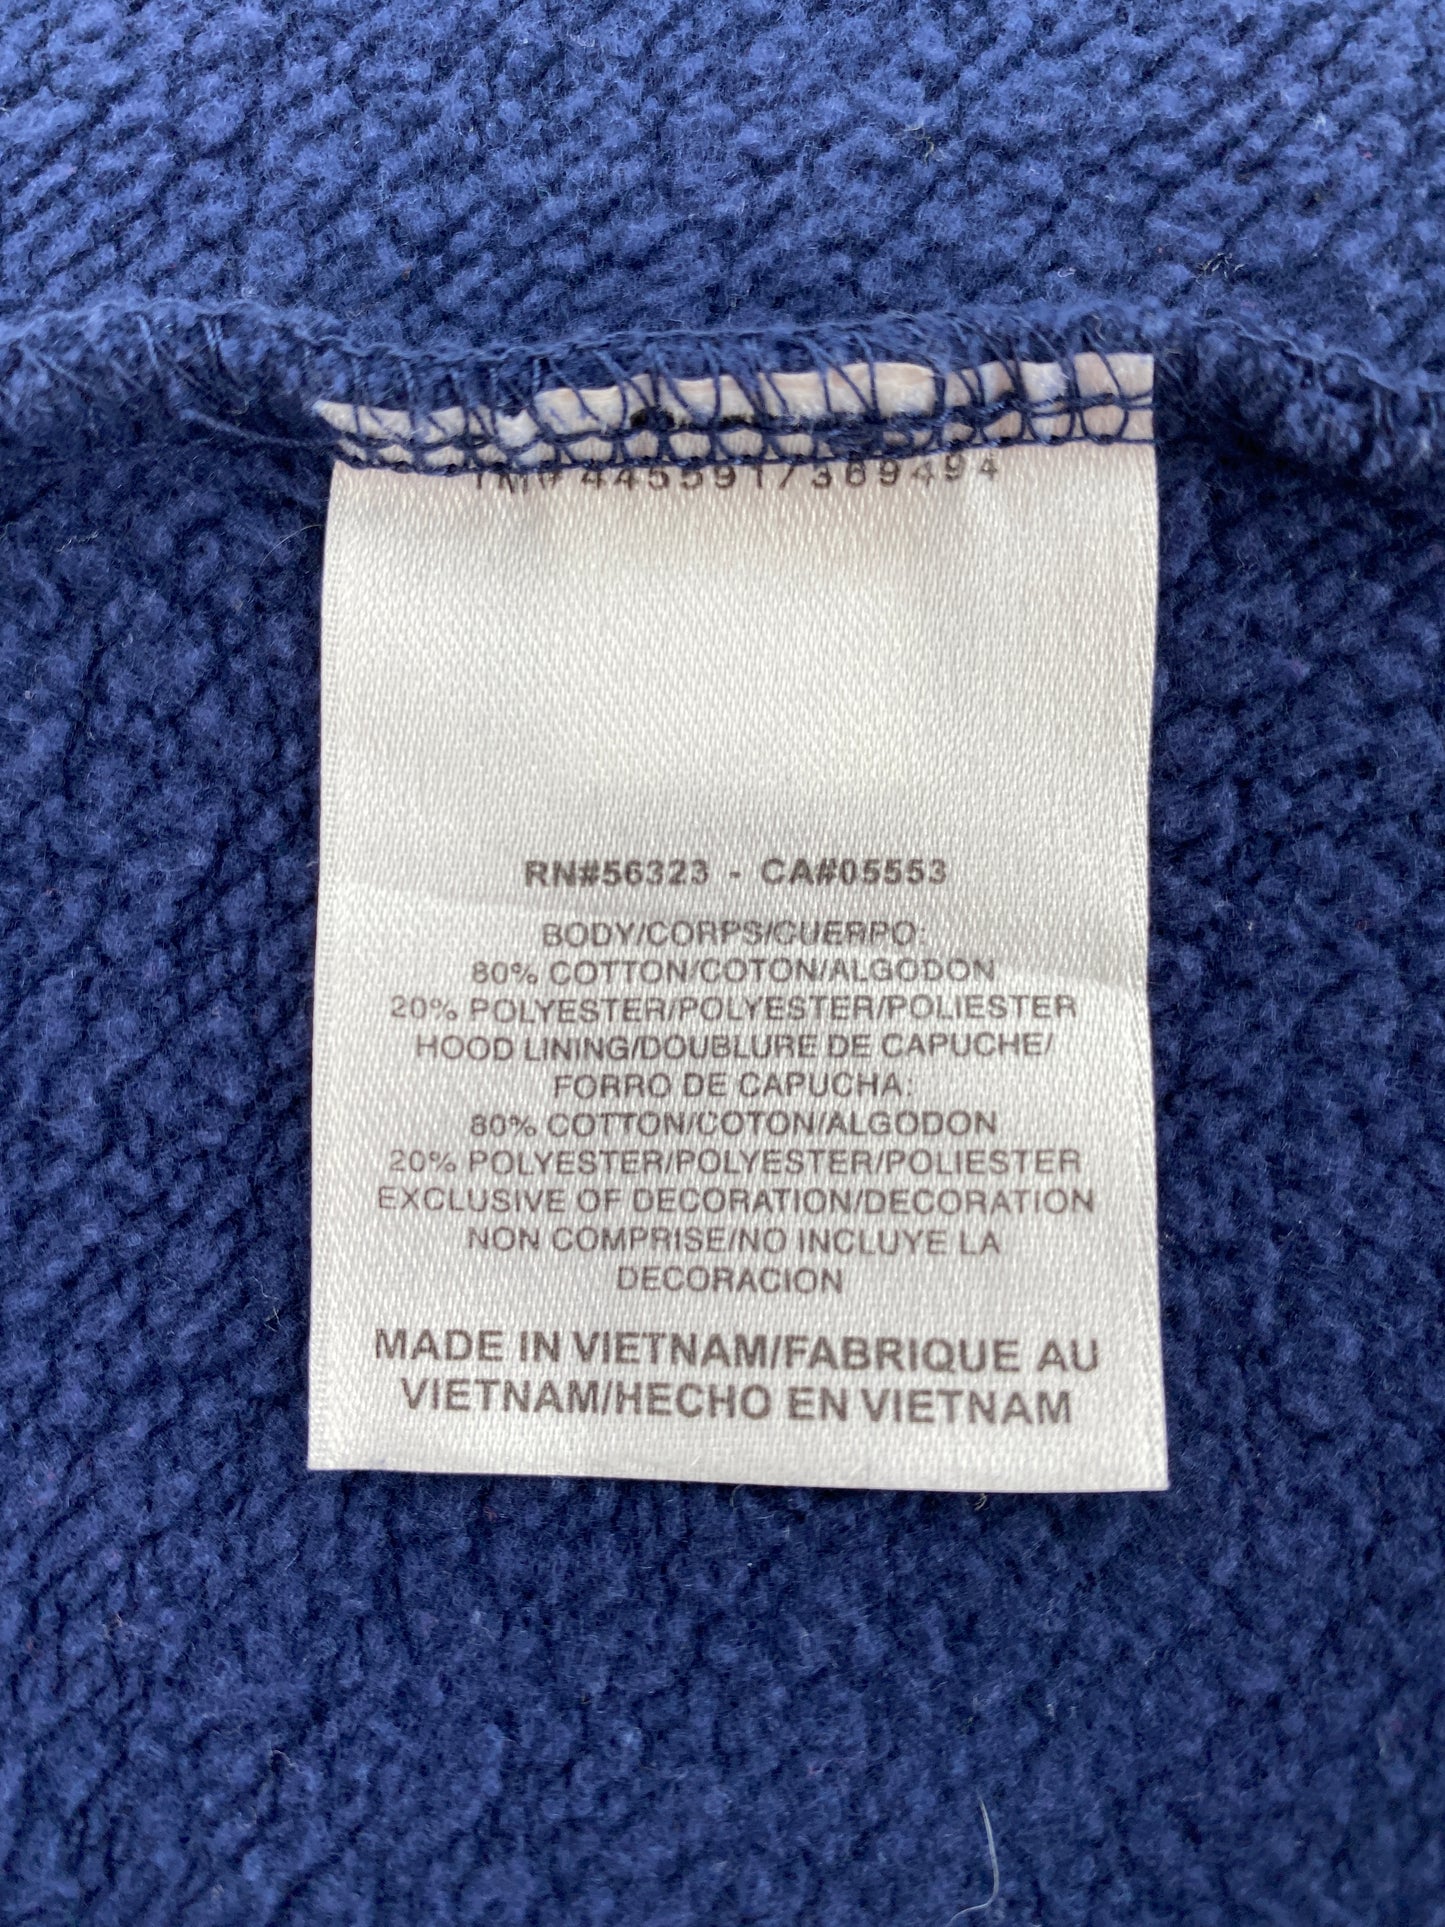 445591/369494
RN#56323 - CA#05553
BODY/CORPS/CUERPO:
80% COTTON/COTON/ALGODON
20% POLYESTER/POLYESTER/POLIESTER
HOOD LINING/DOUBLURE DE CAPUCHE/
FORRO DE CAPUCHA:
80% COTTON/COTON/ALGODON
20% POLYESTER/POLYESTER/POLIESTER
EXCLUSIVE OF DECORATION/DECORATION
NON COMPRISE/NO INCLUYE LA
DECORACION
MADE IN VIETNAM/FABRIQUE AU
VIETNAM/HECHO EN VIETNAM